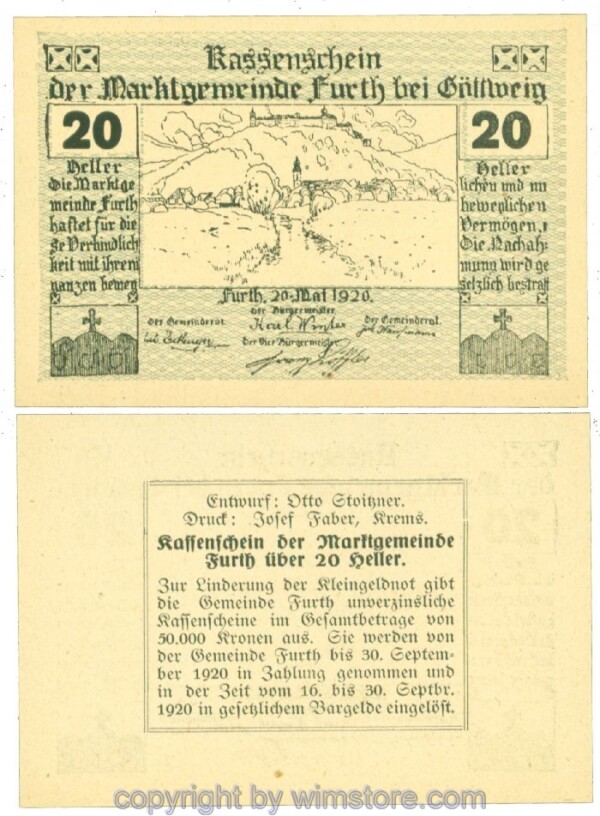 Kassenschein
der Marktgemeinde Furth bei Göttweig
20
20
Heller
Die Marktge
meinde Furth
haftet für die
se Verbindlich
keit mit ihrem
ganzen beweg
Heller
lichen und un
beweglichen
Vermögen,
Die Nachah=
mung wird ge
setzlich bestraft
Furth, 20. Mai 1920.
der Bürgermeister
Karl
der Gemeinderat
der Gemeinderat
der Vice Bürgermeister
Entwurf: Otto Stoitzner.
Druck: Josef Faber, Krems.
Kassenschein der Marktgemeinde
Furth über 20 Heller.
Zur Linderung der Kleingeldnot gibt
die Gemeinde Furth unverzinsliche
Kassenscheine im Gesamtbetrage von
50.000 Kronen aus. Sie werden von
der Gemeinde Furth bis 30. Septem-
ber 1920 in Zahlung genommen und
in der Zeit vom 16. bis 30. Septbr.
1920 in gesetzlichem Bargelde eingelöst.
copyright by wimstore.com